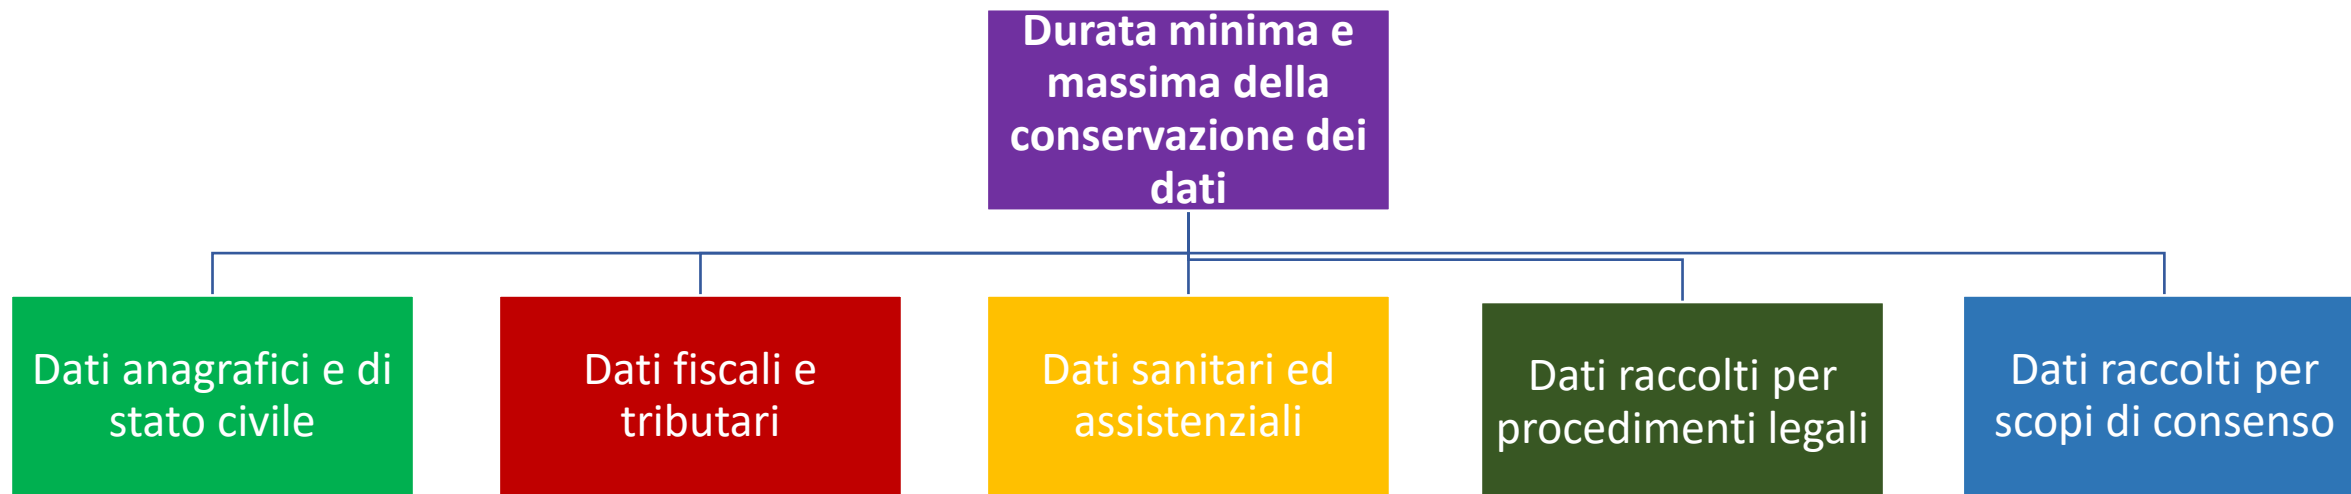 Durata minima e
massima della
conservazione dei
dati
Dati anagrafici e di
stato civile
Dati fiscali e
tributari
Dati sanitari ed
assistenziali
Dati raccolti per
procedimenti legali
Dati raccolti per
scopi di consenso